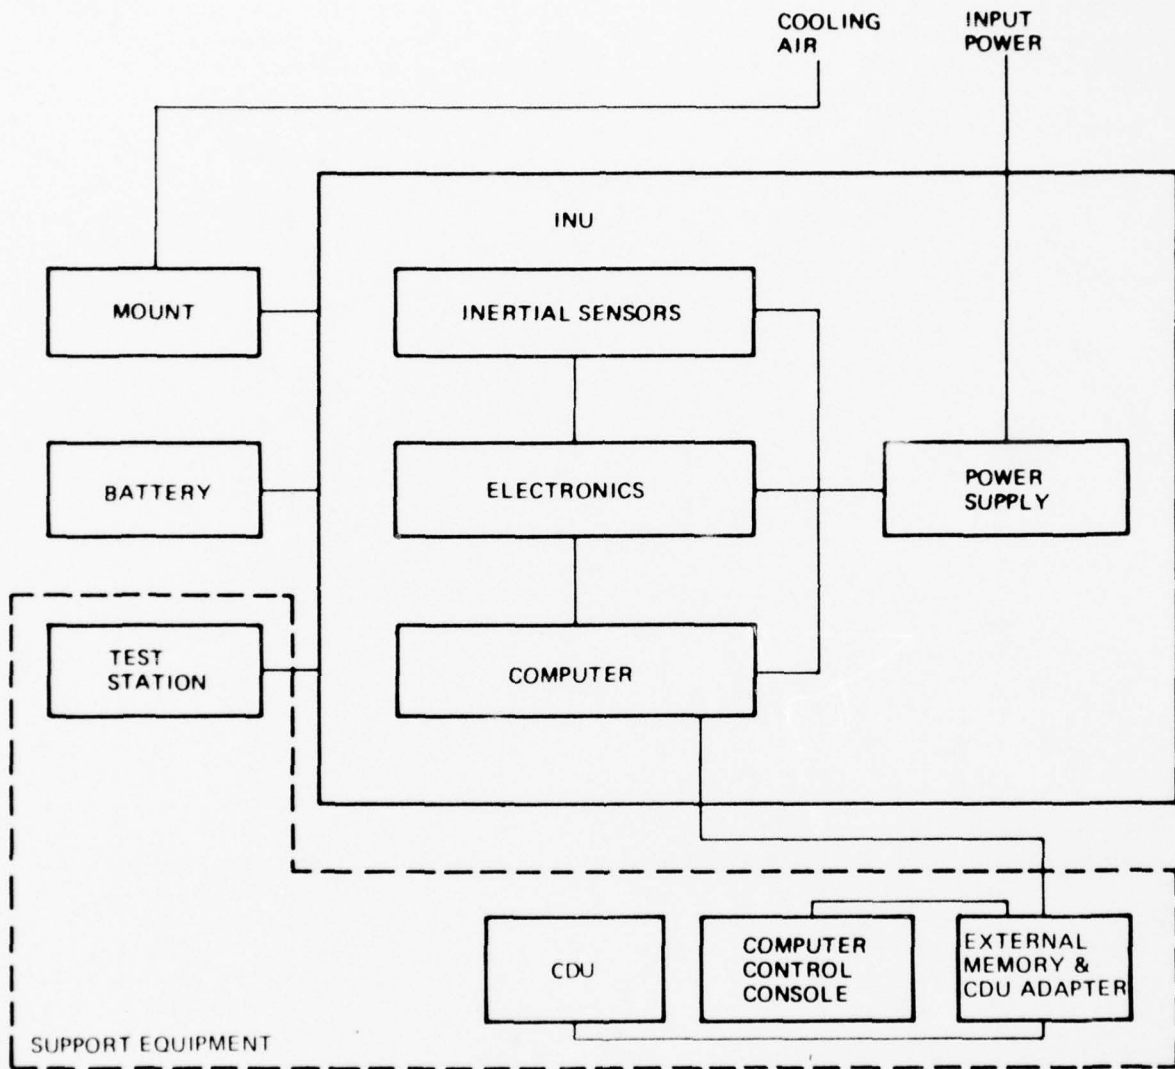 COOLING
AIR
INPUT
POWER
INU
MOUNT
INERTIAL SENSORS
BATTERY
ELECTRONICS
POWER
SUPPLY
TEST
STATION
COMPUTER
CDU
COMPUTER
CONTROL
CONSOLE
EXTERNAL
MEMORY &
CDU ADAPTER
SUPPORT EQUIPMENT